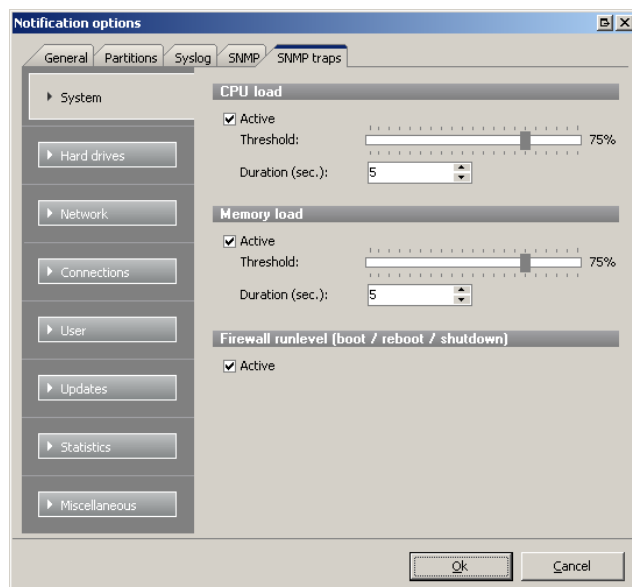 Notification options
General Partitions Syslog SNMP SNMP traps
System
Hard drives
Network
Connections
User
Updates
Statistics
Miscellaneous
CPU load
Active
Threshold: 75%
Duration (sec.): 5
Memory load
Active
Threshold: 75%
Duration (sec.): 5
Firewall runlevel (boot / reboot / shutdown)
Active
Ok Cancel